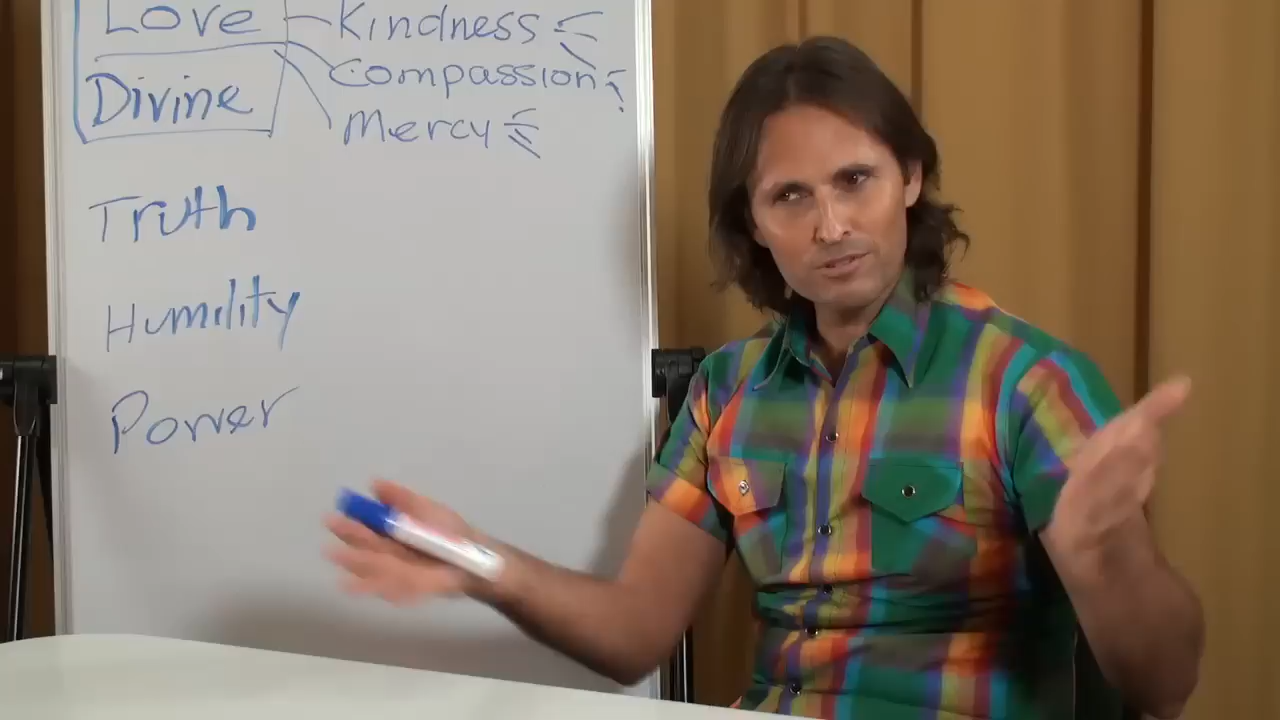 Love Kindness
Compassion
Divine
Mercy
Truth
Humility
Power